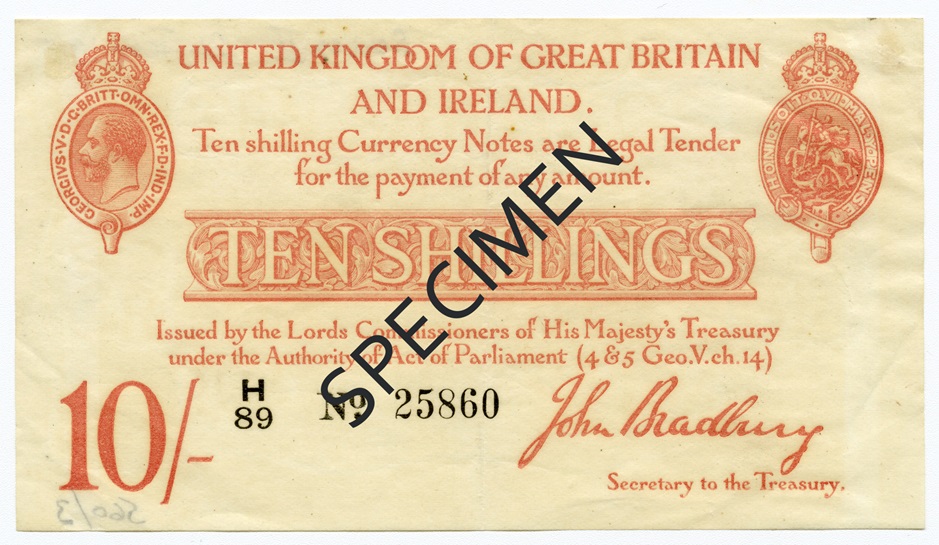 UNITED KINGDOM OF GREAT BRITAIN
AND IRELAND.
GEORGIVS·V·D·G·BRITT·OMN·REX·F·D·IND·IMP·
HONI·SOIT·QVI·MAL·Y·PENSE
Ten shilling Currency Notes are Legal Tender
for the payment of any amount.
TEN SHILLINGS
SPECIMEN
Issued by the Lords Commissioners of His Majesty's Treasury
under the Authority of Act of Parliament (4 & 5 Geo.V.ch.14)
10/-
H
89
No 25860
John Bradbury
Secretary to the Treasury.
560/3